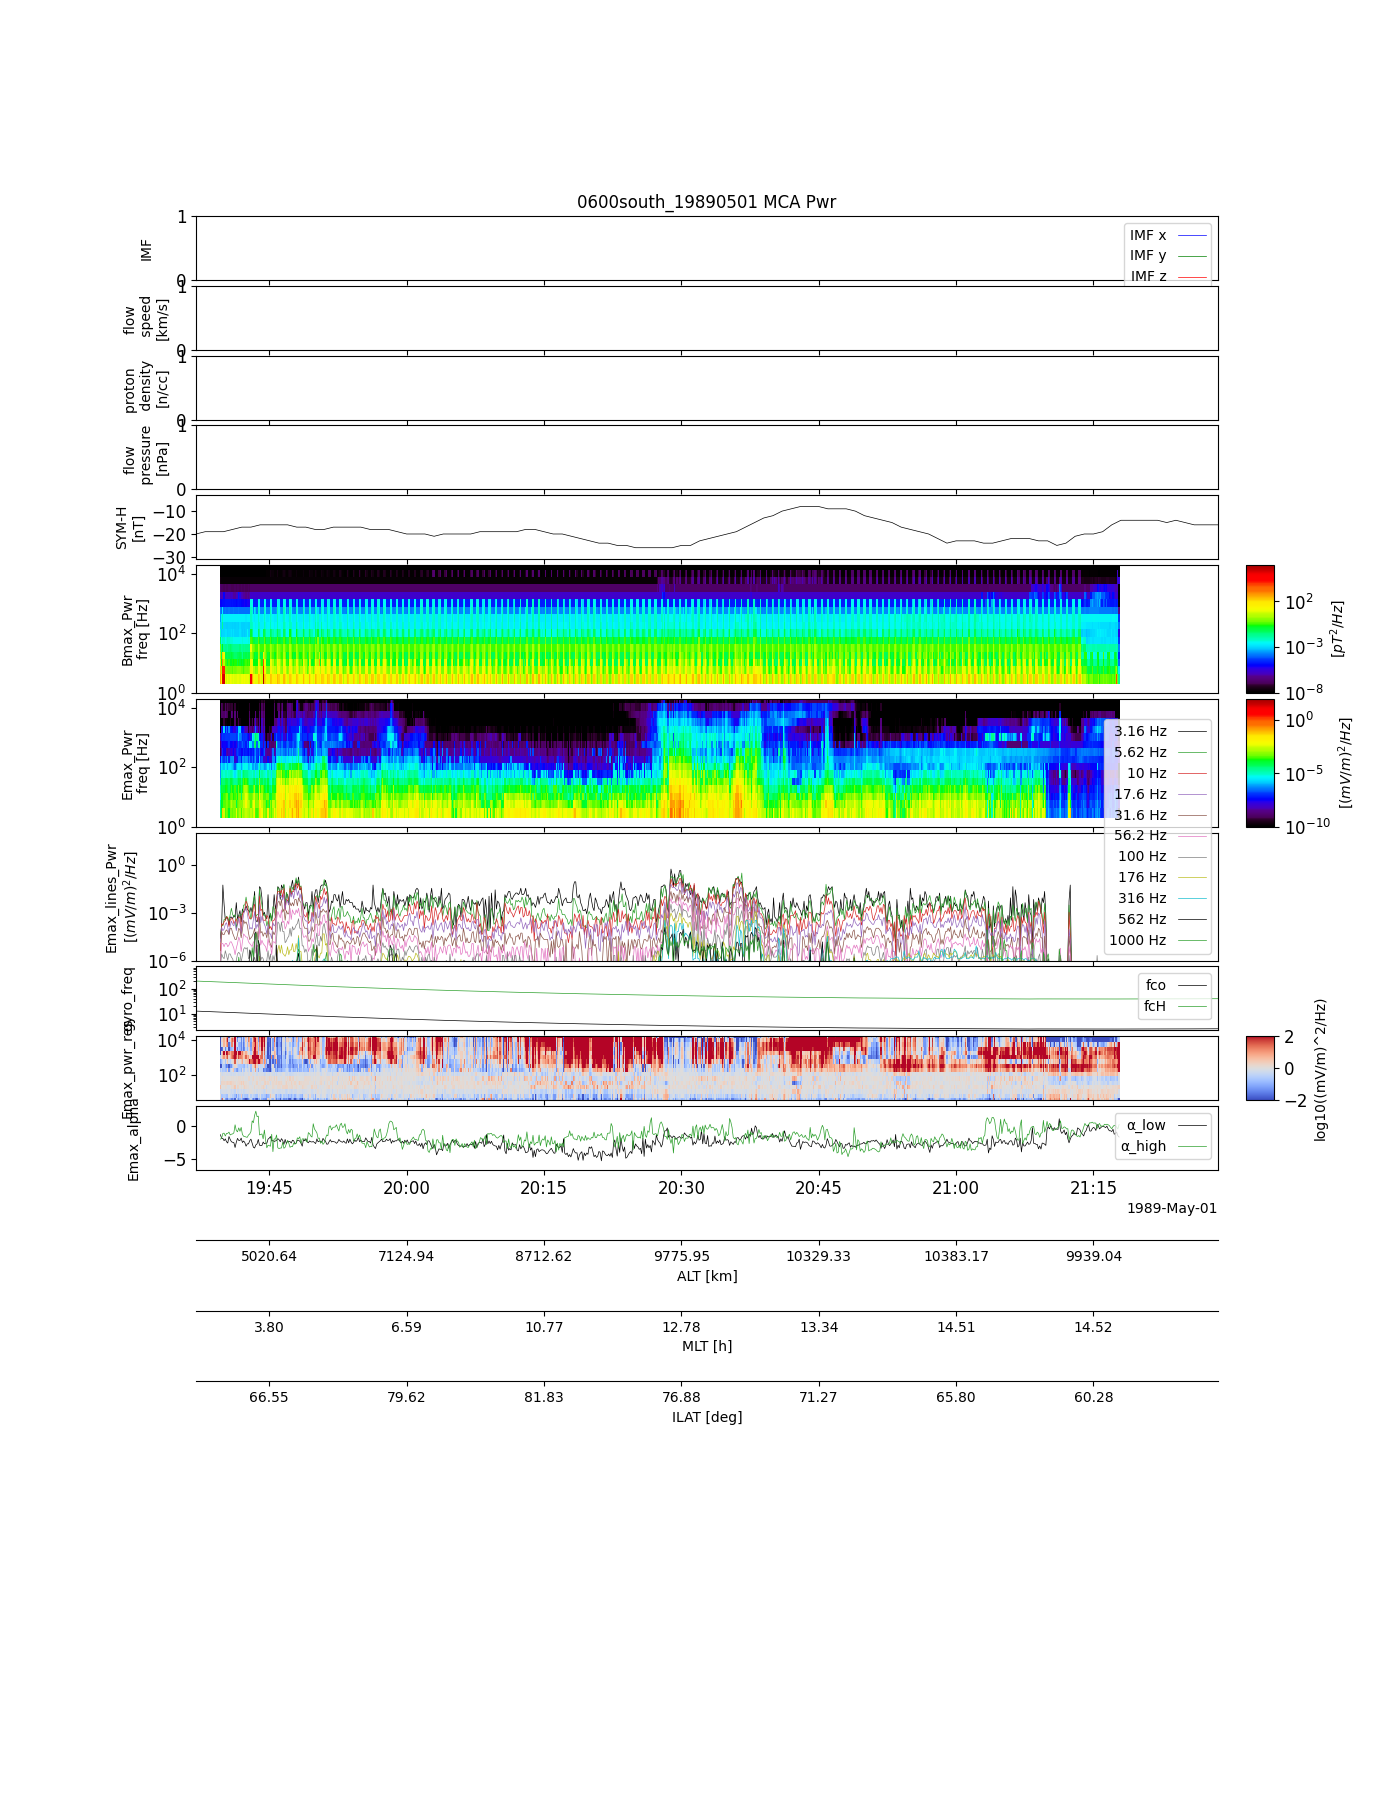 0600south_19890501 MCA Pwr
1
0
IMF
IMF x
IMF y
IMF z
1
0
flow
speed
[km/s]
1
0
proton
density
[n/cc]
1
0
flow
pressure
[nPa]
−10
−20
−30
SYM-H
[nT]
10^4
10^2
10^0
Bmax_Pwr
freq [Hz]
10^2
10^−3
10^−8
[pT^2/Hz]
10^4
10^2
10^0
Emax_Pwr
freq [Hz]
10^0
10^−5
10^−10
[(mV/m)^2/Hz]
3.16 Hz
5.62 Hz
10 Hz
17.6 Hz
31.6 Hz
56.2 Hz
100 Hz
176 Hz
316 Hz
562 Hz
1000 Hz
10^0
10^−3
10^−6
Emax_lines_Pwr
[(mV/m)^2/Hz]
10^2
10^1
gyro_freq
fco
fcH
10^4
10^2
Emax_pwr_reg
2
0
−2
log10((mV/m)^2/Hz)
0
−5
Emax_alpha
α_low
α_high
19:45 20:00 20:15 20:30 20:45 21:00 21:15
1989-May-01
5020.64 7124.94 8712.62 9775.95 10329.33 10383.17 9939.04
ALT [km]
3.80 6.59 10.77 12.78 13.34 14.51 14.52
MLT [h]
66.55 79.62 81.83 76.88 71.27 65.80 60.28
ILAT [deg]